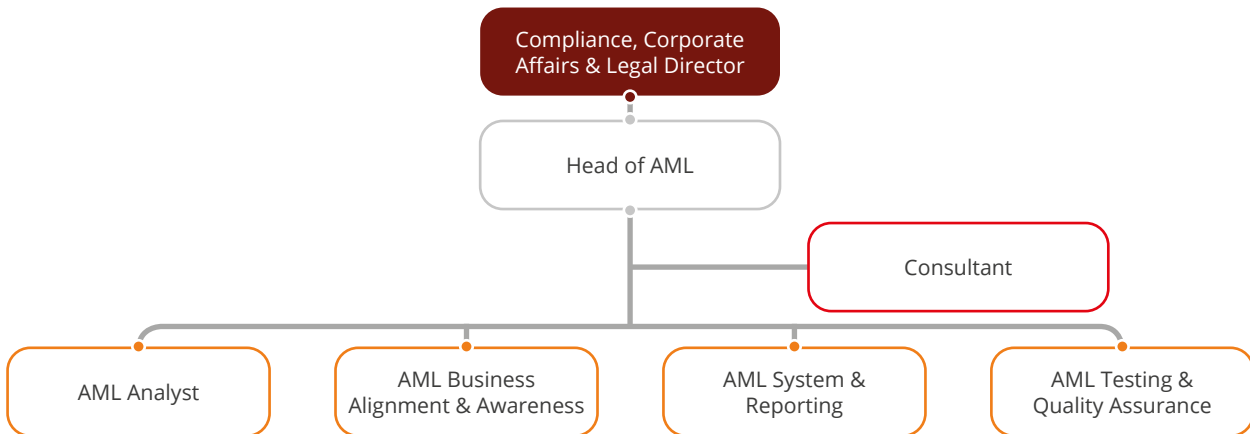 Compliance, Corporate
Affairs & Legal Director
Head of AML
Consultant
AML Analyst
AML Business
Alignment & Awareness
AML System &
Reporting
AML Testing &
Quality Assurance